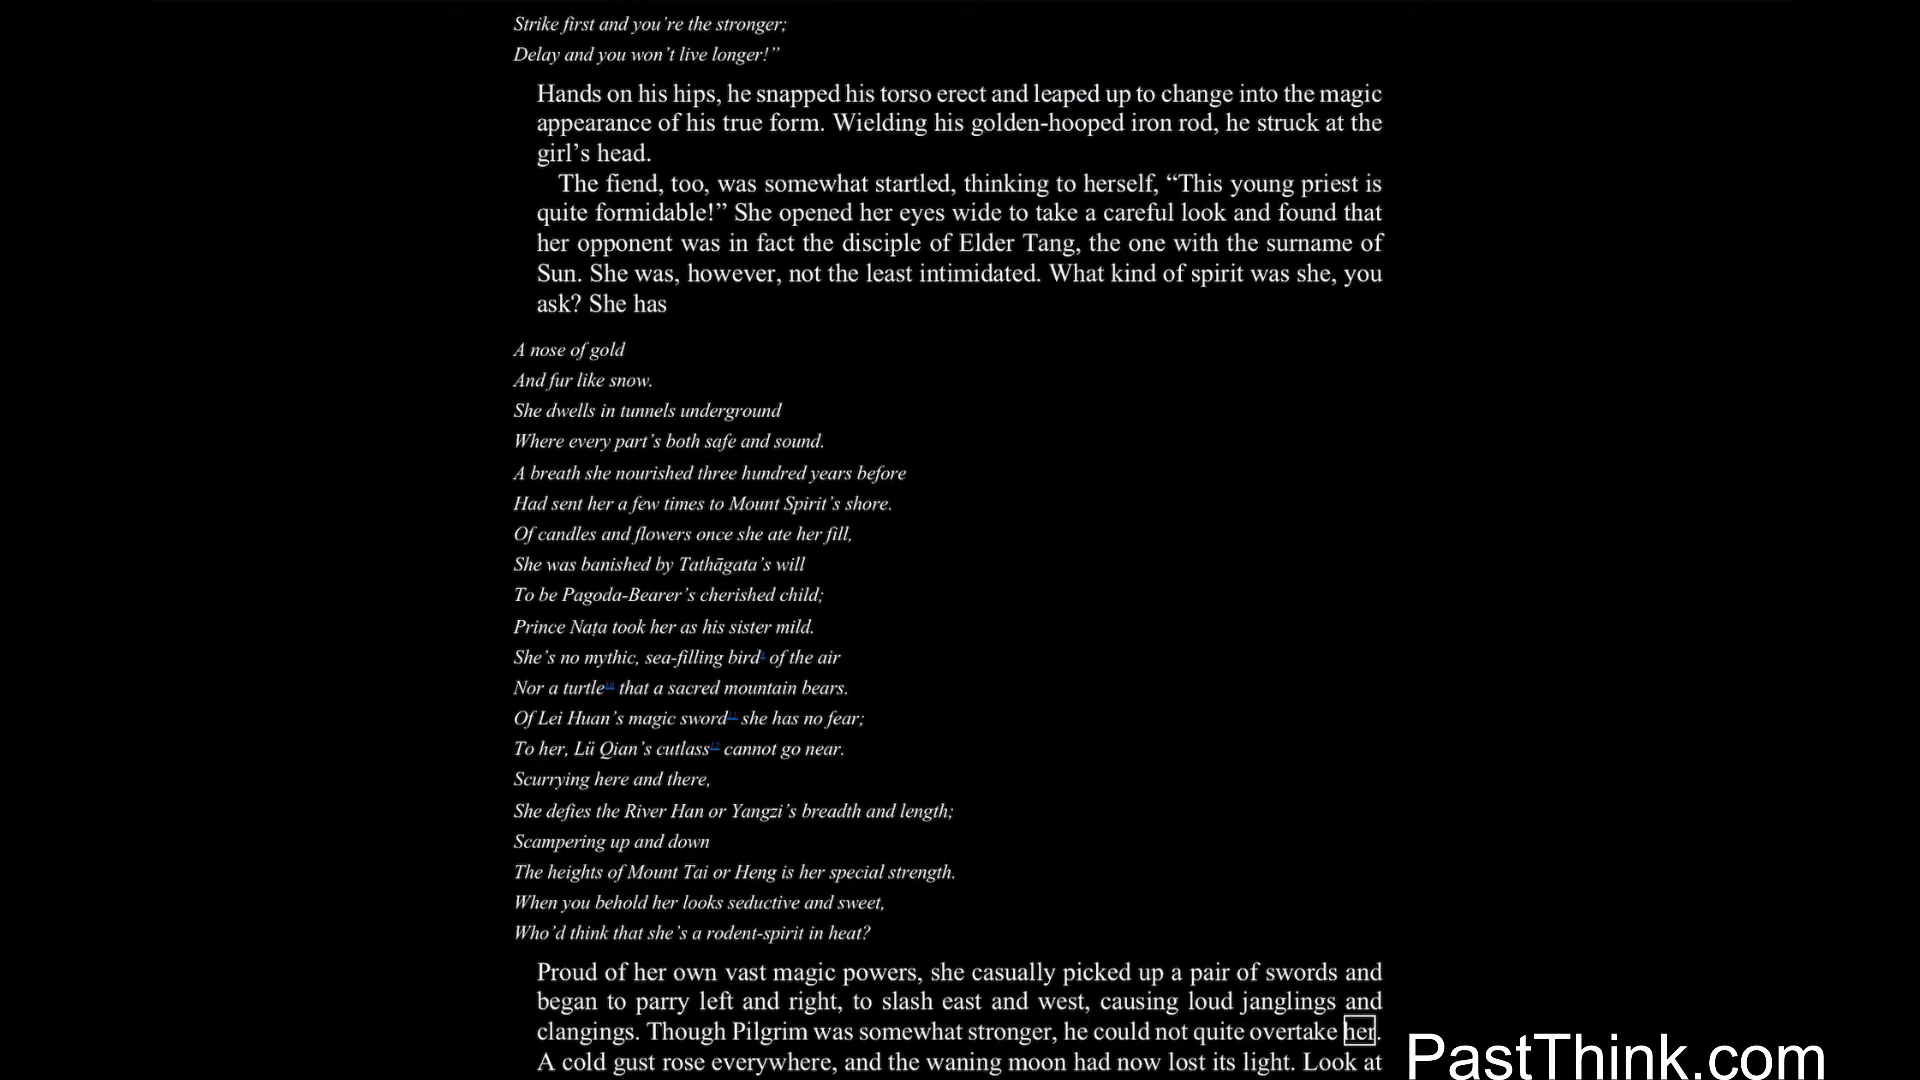 Strike first and you’re the stronger;
Delay and you won’t live longer!”
Hands on his hips, he snapped his torso erect and leaped up to change into the magic
appearance of his true form. Wielding his golden-hooped iron rod, he struck at the
girl’s head.
The fiend, too, was somewhat startled, thinking to herself, “This young priest is
quite formidable!” She opened her eyes wide to take a careful look and found that
her opponent was in fact the disciple of Elder Tang, the one with the surname of
Sun. She was, however, not the least intimidated. What kind of spirit was she, you
ask? She has
A nose of gold
And fur like snow.
She dwells in tunnels underground
Where every part’s both safe and sound.
A breath she nourished three hundred years before
Had sent her a few times to Mount Spirit’s shore.
Of candles and flowers once she ate her fill,
She was banished by Tathāgata’s will
To be Pagoda-Bearer’s cherished child;
Prince Naṭa took her as his sister mild.
She’s no mythic, sea-filling bird9 of the air
Nor a turtle10 that a sacred mountain bears.
Of Lei Huan’s magic sword11 she has no fear;
To her, Lü Qian’s cutlass12 cannot go near.
Scurrying here and there,
She defies the River Han or Yangzi’s breadth and length;
Scampering up and down
The heights of Mount Tai or Heng is her special strength.
When you behold her looks seductive and sweet,
Who’d think that she’s a rodent-spirit in heat?
Proud of her own vast magic powers, she casually picked up a pair of swords and
began to parry left and right, to slash east and west, causing loud janglings and
clangings. Though Pilgrim was somewhat stronger, he could not quite overtake her.
A cold gust rose everywhere, and the waning moon had now lost its light. Look at
PastThink.com